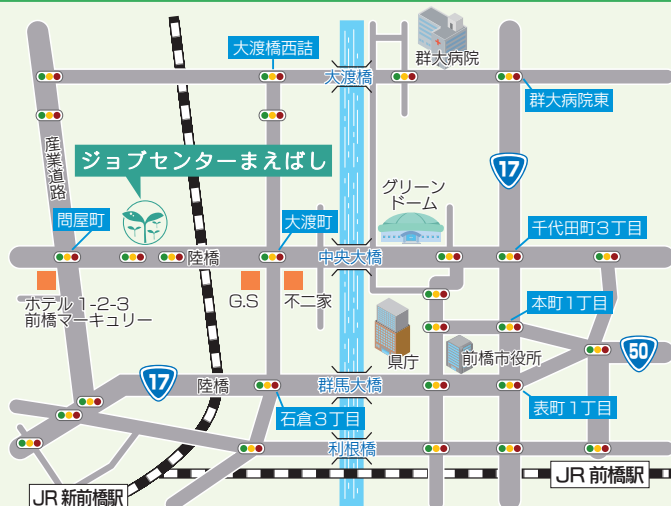 大渡橋西詰
群大病院
大渡橋
群大病院東
産業道路
ジョブセンターまえばし
17
グリーン
ドーム
問屋町
大渡町
千代田町3丁目
陸橋
中央大橋
ホテル 1-2-3
前橋マーキュリー
G.S
不二家
本町1丁目
県庁
前橋市役所
50
17
陸橋
群馬大橋
表町1丁目
石倉3丁目
利根橋
JR 前橋駅
JR 新前橋駅